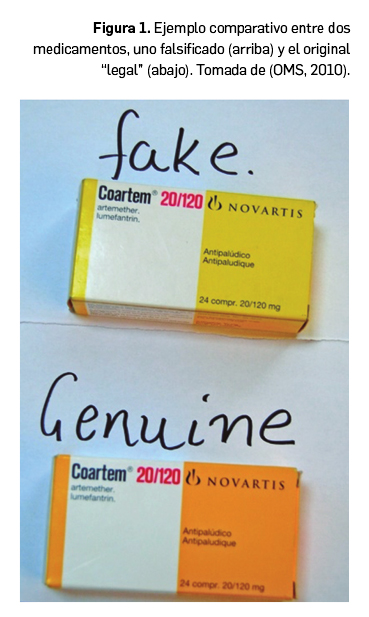 Figura 1. Ejemplo comparativo entre dos
medicamentos, uno falsificado (arriba) y el original
“legal” (abajo). Tomada de (OMS, 2010).
fake.
Coartem® 20/120 NOVARTIS
artemether.
lumefantrin.
Antipalúdico
Antipaludique
24 compr. 20/120 mg
Genuine
Coartem® 20/120 NOVARTIS
artemether.
lumefantrin.
Antipalúdico
Antipaludique
24 compr. 20/120 mg